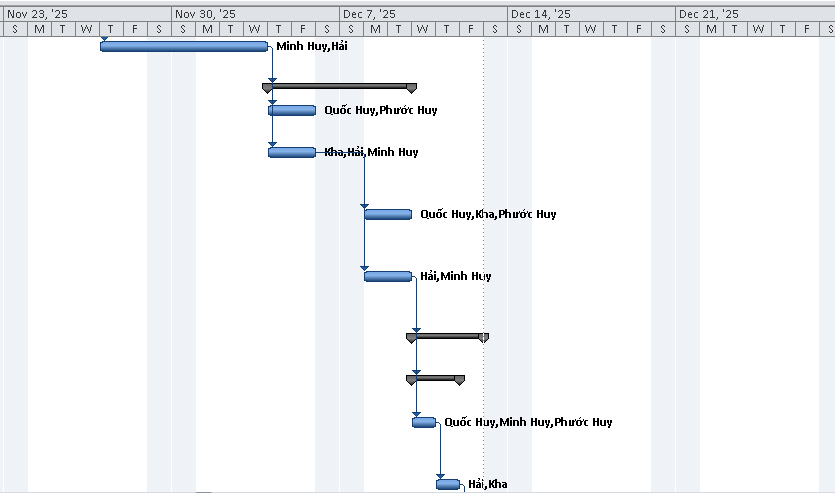 Nov 23, '25 Nov 30, '25 Dec 7, '25 Dec 14, '25 Dec 21, '25
S M T W T F S S M T W T F S S M T W T F S S M T W T F S S M T W T F S
Minh Huy,Hải
Quốc Huy,Phước Huy
Kha,Hải,Minh Huy
Quốc Huy,Kha,Phước Huy
Hải,Minh Huy
Quốc Huy,Minh Huy,Phước Huy
Hải,Kha